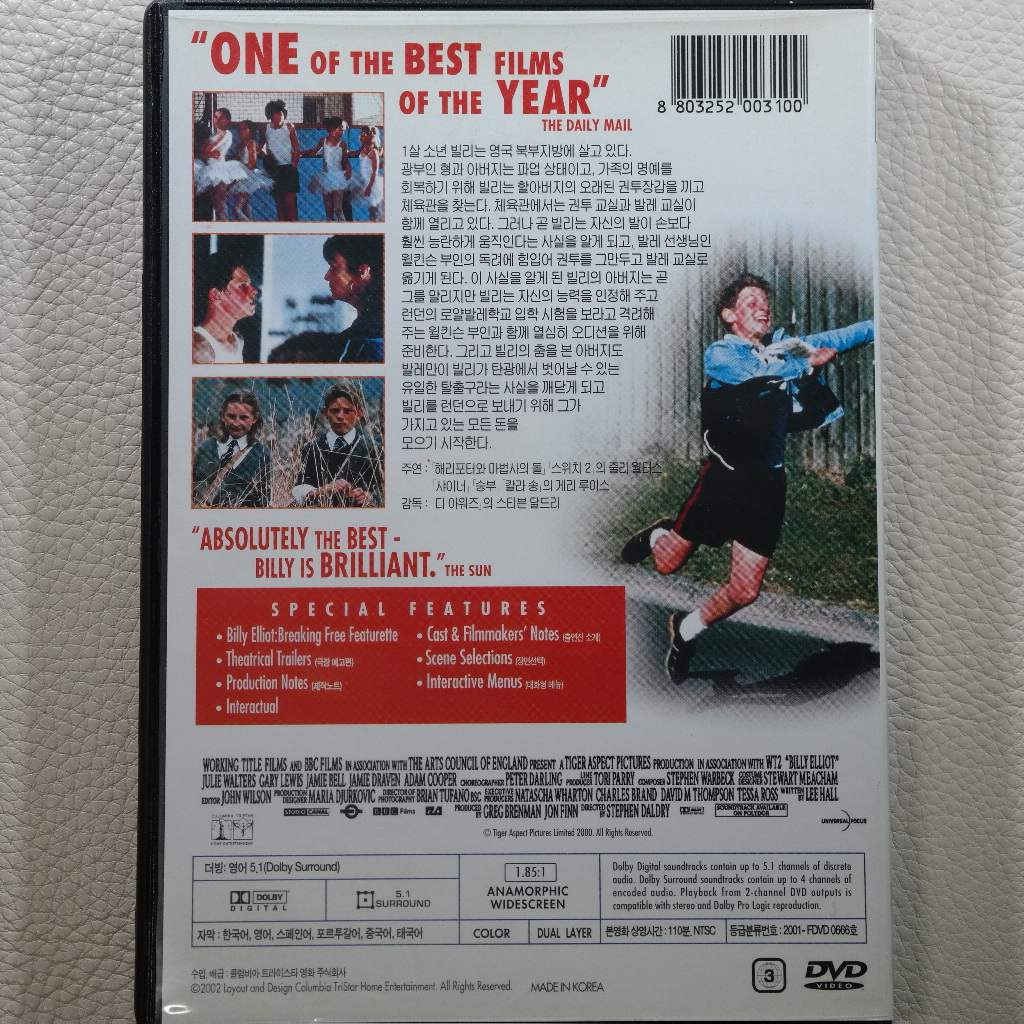 "ONE OF THE BEST FILMS
OF THE YEAR"
THE DAILY MAIL
8 803252 003100
1살 소년 빌리는 영국 북부지방에 살고 있다.
광부인 형과 아버지는 파업 상태이고, 가족의 명예를
회복하기 위해 빌리는 할아버지의 오래된 권투장갑을 끼고
체육관을 찾는다. 체육관에서는 권투 교실과 발레 교실이
함께 열리고 있다. 그러나 곧 빌리는 자신의 발이 손보다
훨씬 능란하게 움직인다는 사실을 알게 되고, 발레 선생님인
윌킨슨 부인의 독려에 힘입어 권투를 그만두고 발레 교실로
옮기게 된다. 이 사실을 알게 된 빌리의 아버지는 곧
그를 말리지만 빌리는 자신의 능력을 인정해 주고
런던의 로얄발레학교 입학 시험을 보라고 격려해
주는 윌킨슨 부인과 함께 열심히 오디션을 위해
준비한다. 그리고 빌리의 춤을 본 아버지도
발레만이 빌리가 탄광에서 벗어날 수 있는
유일한 탈출구라는 사실을 깨닫게 되고
빌리를 런던으로 보내기 위해 그가
가지고 있는 모든 돈을
모으기 시작한다.
주연 : 「해리포터와 마법사의 돌」「스위치 2」의 줄리 월터스
「샤이너」「승부」「칼라 송」의 게리 루이스
감독 : 「디 아워즈」의 스티븐 달드리
"ABSOLUTELY THE BEST -
BILLY IS BRILLIANT." THE SUN
SPECIAL FEATURES
• Billy Elliot:Breaking Free Featurette
• Theatrical Trailers (극장 예고편)
• Production Notes (제작노트)
• Interactual
• Cast & Filmmakers' Notes (출연진 소개)
• Scene Selections (장면선택)
• Interactive Menus (대화형 메뉴)
WORKING TITLE FILMS AND BBC FILMS IN ASSOCIATION WITH THE ARTS COUNCIL OF ENGLAND PRESENT A TIGER ASPECT PICTURES PRODUCTION IN ASSOCIATION WITH WT2 "BILLY ELLIOT"
JULIE WALTERS GARY LEWIS JAMIE BELL JAMIE DRAVEN ADAM COOPER CHOREOGRAPHER PETER DARLING LINE PRODUCER TORI PARRY COMPOSER STEPHEN WARBECK COSTUME DESIGNER STEWART MEACHAM
EDITOR JOHN WILSON PRODUCTION DESIGNER MARIA DJURKOVIC DIRECTOR OF PHOTOGRAPHY BRIAN TUFANO BSC EXECUTIVE PRODUCERS NATASCHA WHARTON CHARLES BRAND DAVID M THOMPSON TESSA ROSS WRITTEN BY LEE HALL
STUDIO CANAL BBC Films PRODUCED BY GREG BRENMAN JON FINN DIRECTED BY STEPHEN DALDRY SOUNDTRACK AVAILABLE ON POLYDOR
COLUMBIA TRISTAR HOME ENTERTAINMENT
UNIVERSAL FOCUS
© Tiger Aspect Pictures Limited 2000. All Rights Reserved.
더빙: 영어 5.1(Dolby Surround)
DOLBY DIGITAL
5.1 SURROUND
1.85:1
ANAMORPHIC
WIDESCREEN
Dolby Digital soundtracks contain up to 5.1 channels of discrete
audio. Dolby Surround soundtracks contain up to 4 channels of
encoded audio. Playback from 2-channel DVD outputs is
compatible with stereo and Dolby Pro Logic reproduction.
자막 : 한국어, 영어, 스페인어, 포르투갈어, 중국어, 태국어
COLOR
DUAL LAYER
본영화 상영시간 : 110분, NTSC
등급분류번호 : 2001- FDVD 0666호
수입, 배급 : 콜럼비아 트라이스타 영화 주식회사
©2002 Layout and Design Columbia TriStar Home Entertainment. All Rights Reserved. MADE IN KOREA
3
DVD
VIDEO